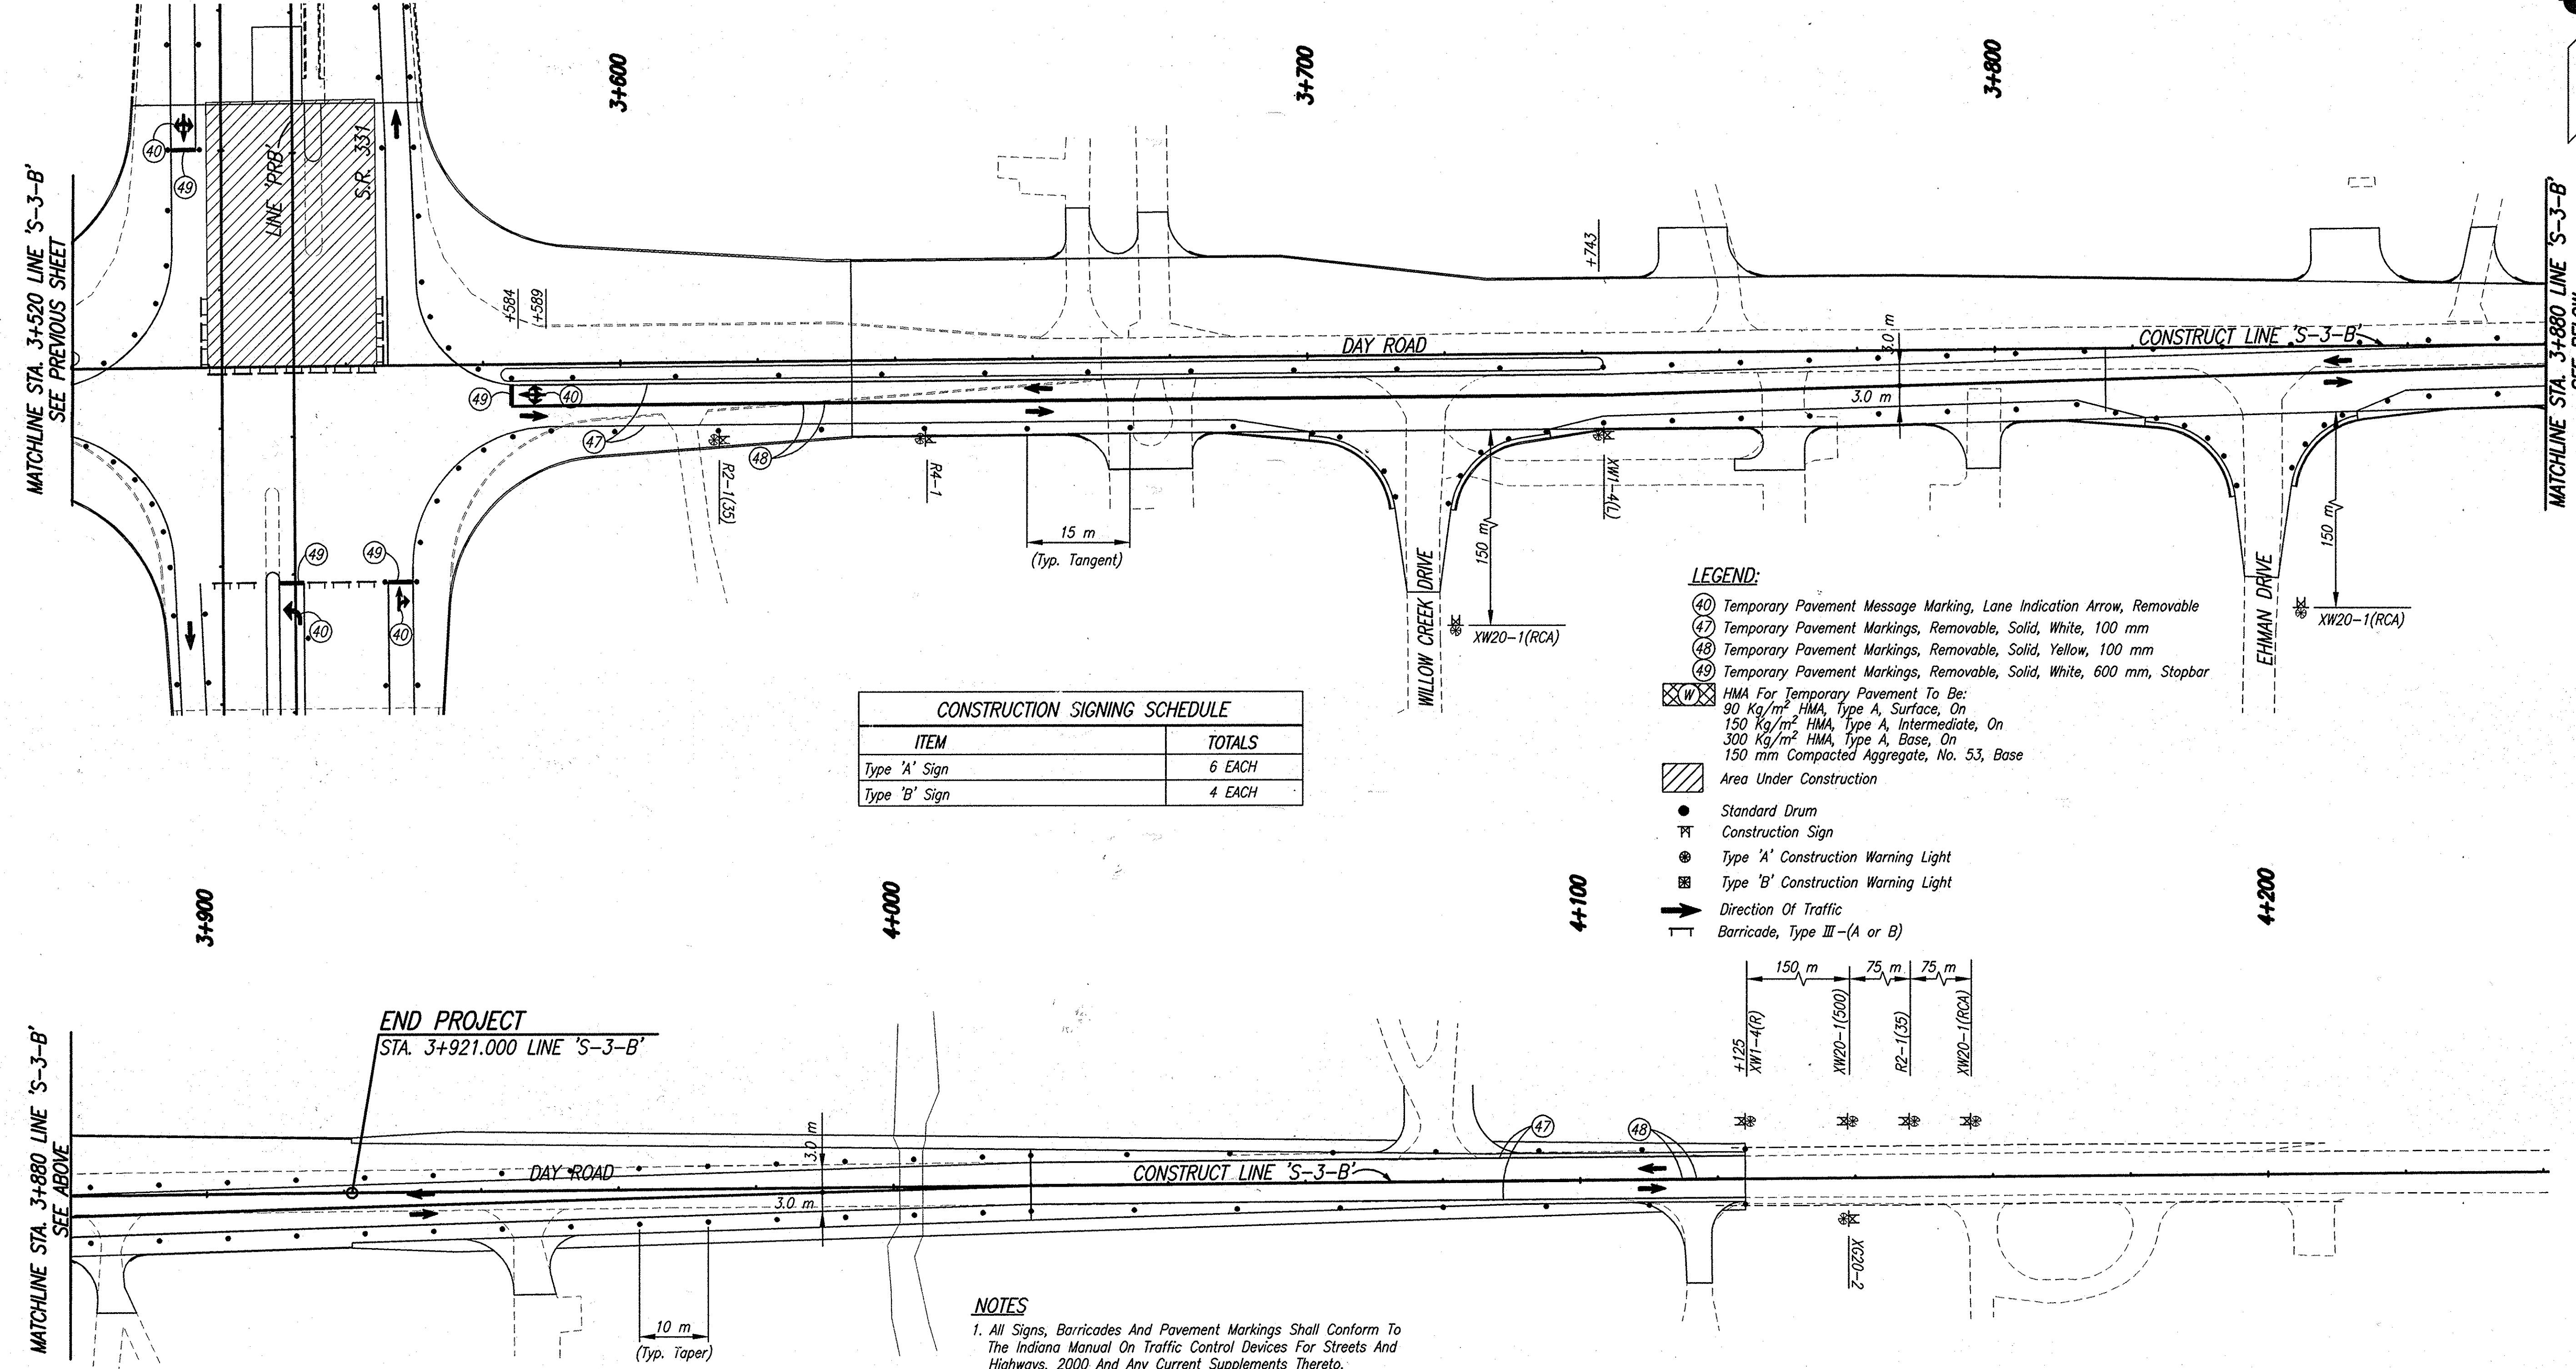 3+600
3+700
3+800
MATCHLINE STA. 3+520 LINE 'S-3-B'
SEE PREVIOUS SHEET
40
49
LINE 'PRB'
S.R. 331
+584
+589
+743
DAY ROAD
CONSTRUCT LINE 'S-3-B'
3.0 m
3.0 m
MATCHLINE STA. 3+880 LINE 'S-3-B'
49
40
47
48
R2-1(35)
R4-1
XW1-4(L)
15 m
(Typ. Tangent)
150 m
150 m
49
49
40
40
WILLOW CREEK DRIVE
XW20-1(RCA)
EHMAN DRIVE
XW20-1(RCA)
LEGEND:
40 Temporary Pavement Message Marking, Lane Indication Arrow, Removable
47 Temporary Pavement Markings, Removable, Solid, White, 100 mm
48 Temporary Pavement Markings, Removable, Solid, Yellow, 100 mm
49 Temporary Pavement Markings, Removable, Solid, White, 600 mm, Stopbar
W HMA For Temporary Pavement To Be:
90 Kg/m² HMA, Type A, Surface, On
150 Kg/m² HMA, Type A, Intermediate, On
300 Kg/m² HMA, Type A, Base, On
150 mm Compacted Aggregate, No. 53, Base
Area Under Construction
Standard Drum
Construction Sign
Type 'A' Construction Warning Light
Type 'B' Construction Warning Light
Direction Of Traffic
Barricade, Type III-(A or B)
CONSTRUCTION SIGNING SCHEDULE
ITEM TOTALS
Type 'A' Sign 6 EACH
Type 'B' Sign 4 EACH
3+900
4+000
4+100
4+200
150 m
75 m
75 m
+125
XW1-4(R)
XW20-1(500)
R2-1(35)
XW20-1(RCA)
END PROJECT
STA. 3+921.000 LINE 'S-3-B'
MATCHLINE STA. 3+880 LINE 'S-3-B'
SEE ABOVE
DAY ROAD
3.0 m
3.0 m
CONSTRUCT LINE 'S-3-B'
47
48
XG20-2
10 m
(Typ. Taper)
NOTES
1. All Signs, Barricades And Pavement Markings Shall Conform To
The Indiana Manual On Traffic Control Devices For Streets And
Highways, 2000 And Any Current Supplements Thereto.